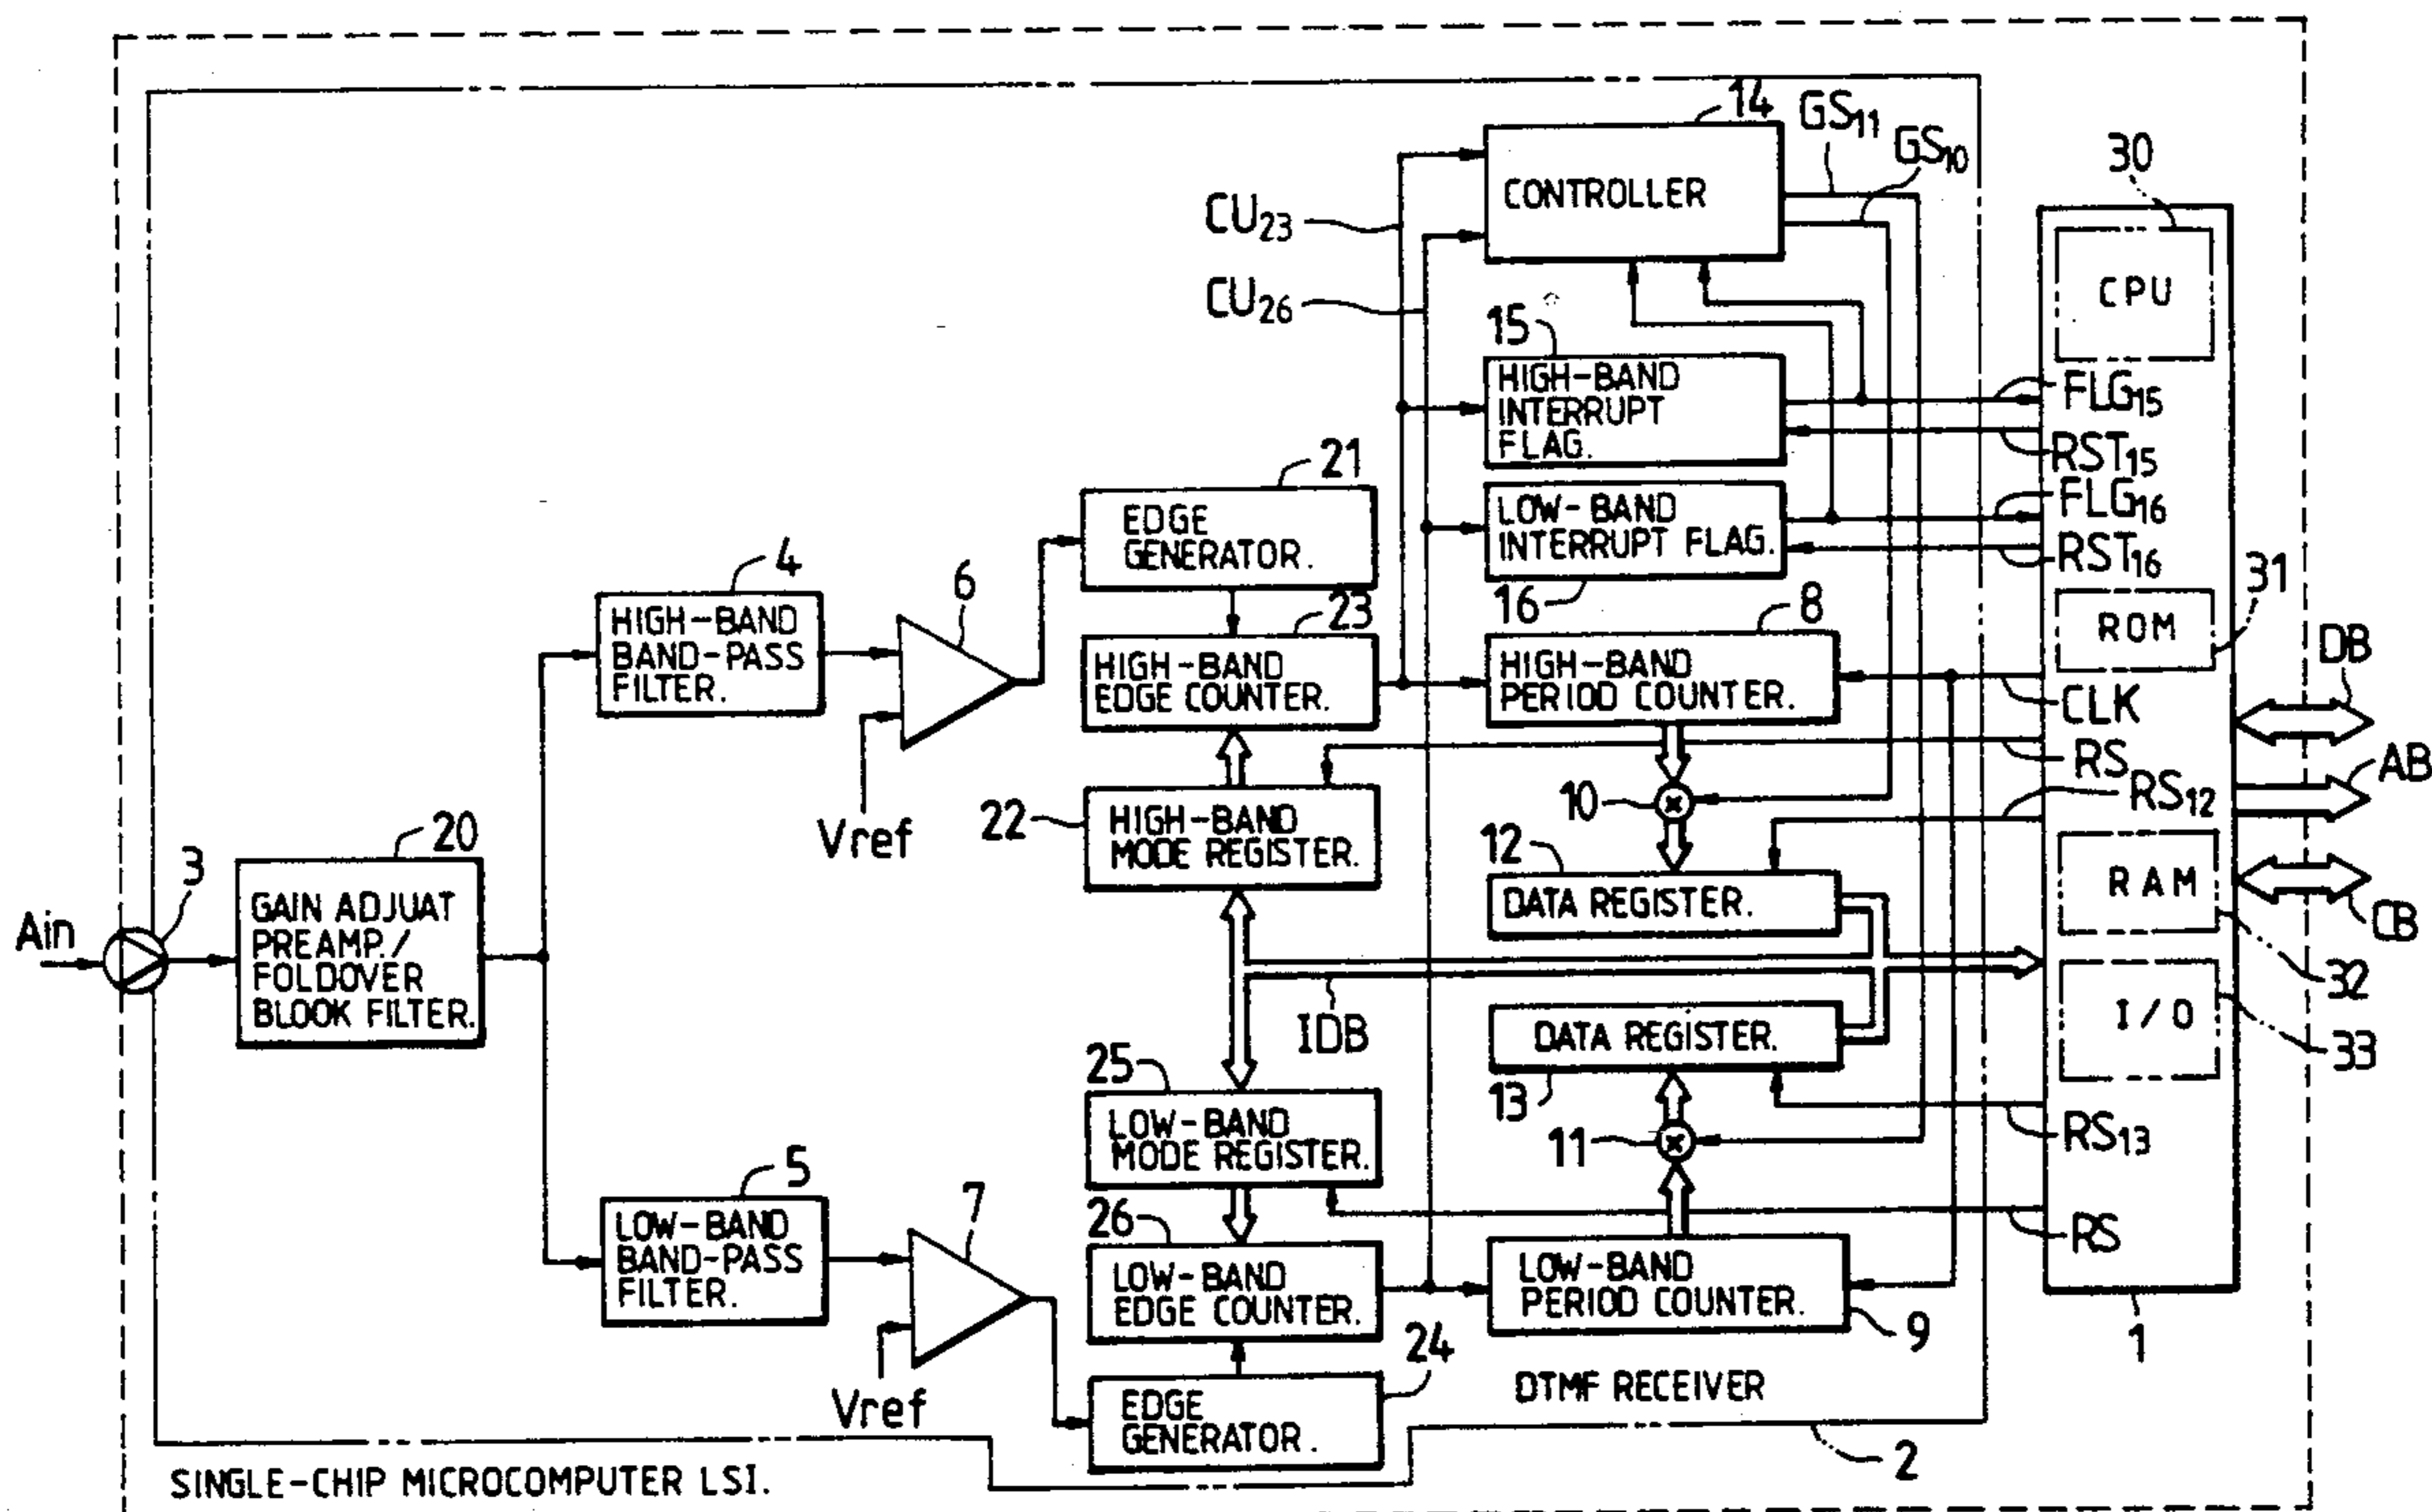 14
GS11
GS10
30
CONTROLLER
CU23
CPU
CU26
15
HIGH-BAND
INTERRUPT
FLAG.
FLG15
RST15
21
EDGE
GENERATOR.
LOW-BAND
INTERRUPT FLAG.
FLG16
RST16
16
31
4
HIGH-BAND
BAND-PASS
FILTER.
6
23
HIGH-BAND
EDGE COUNTER.
8
HIGH-BAND
PERIOD COUNTER.
ROM
DB
CLK
RS
AB
Vref
22
HIGH-BAND
MODE REGISTER.
10
RS12
20
3
GAIN ADJUAT
PREAMP./
FOLDOVER
BLOOK FILTER.
Ain
12
DATA REGISTER.
RAM
CB
32
IDB
DATA REGISTER.
I/O
33
25
LOW-BAND
MODE REGISTER.
13
11
RS13
5
LOW-BAND
BAND-PASS
FILTER.
7
26
LOW-BAND
EDGE COUNTER.
LOW-BAND
PERIOD COUNTER.
RS
9
1
Vref
24
EDGE
GENERATOR.
DTMF RECEIVER
2
SINGLE-CHIP MICROCOMPUTER LSI.